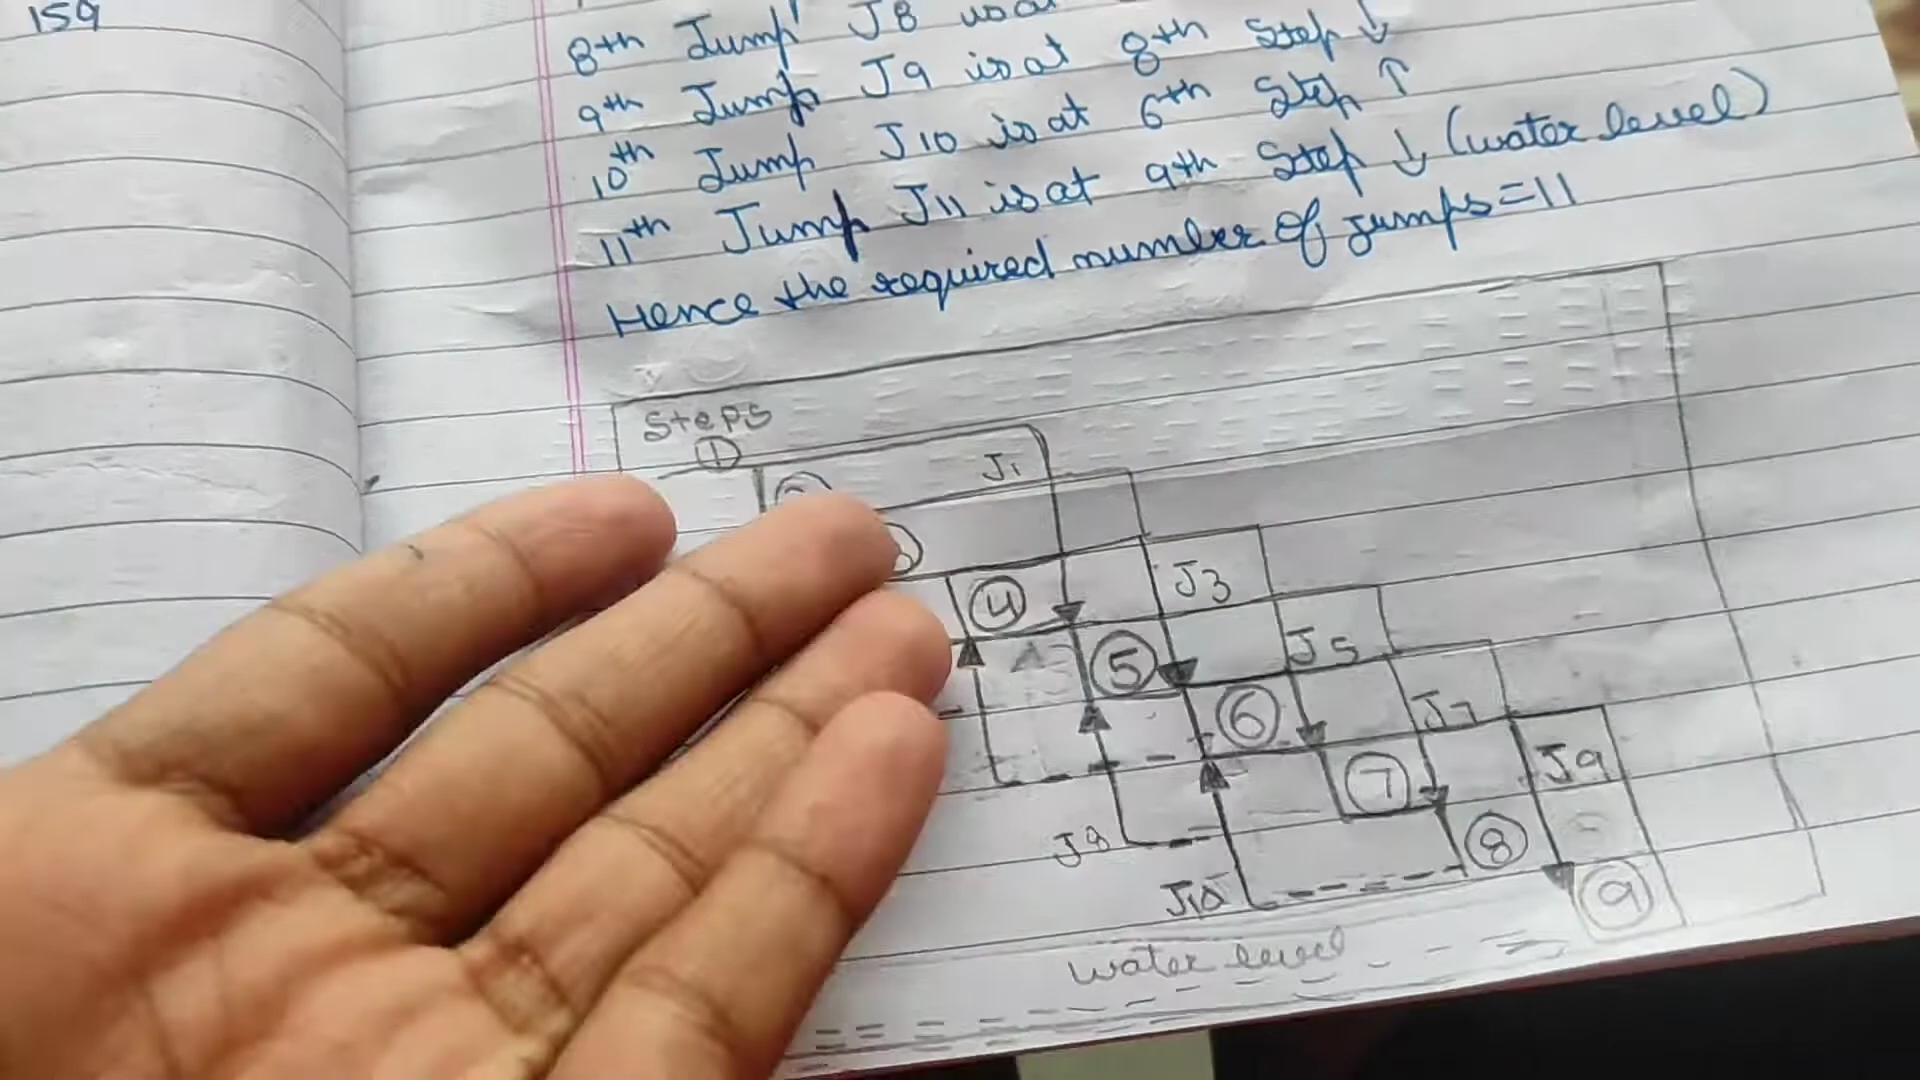 159
8th Jump J8 is at
9th Jump J9 is at 8th Step ↓
10th Jump J10 is at 6th Step ↑
11th Jump J11 is at 9th Step ↓ (water level)
Hence the required number of jumps = 11
Steps
①
J1
④
J3
⑤
J5
⑥
J7
⑦
J9
J8
⑧
J10
⑨
water level